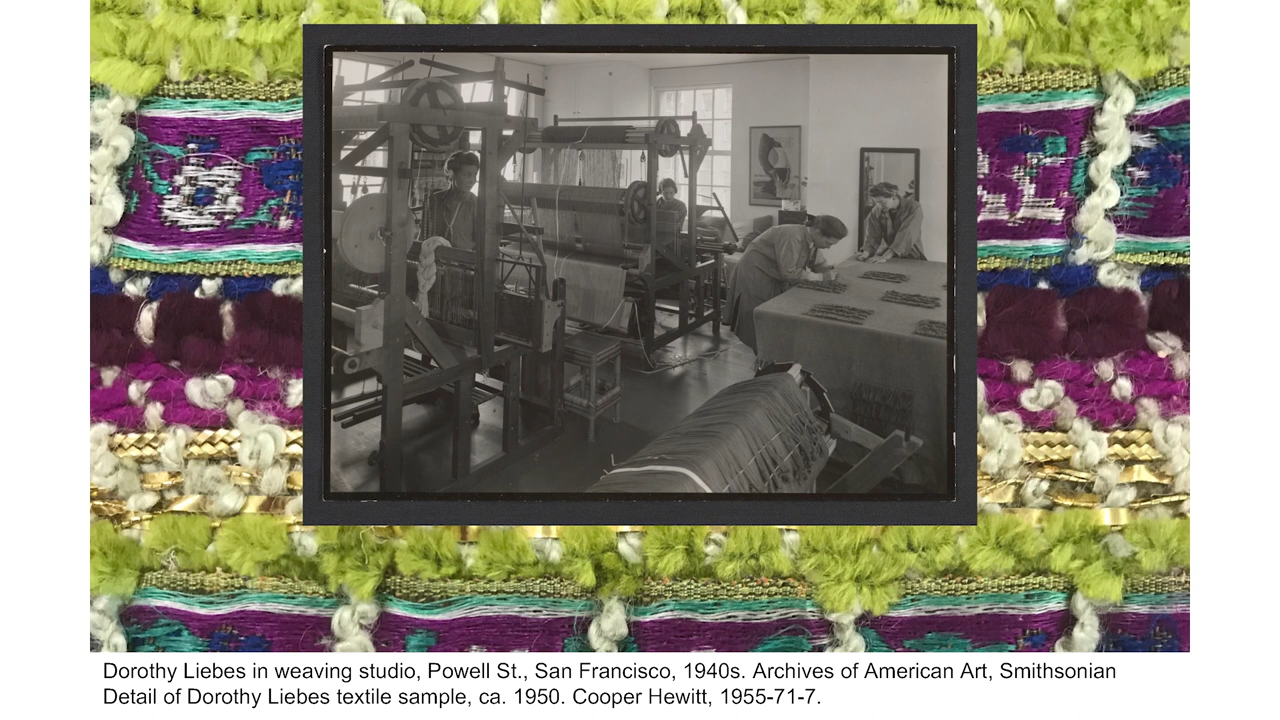 Dorothy Liebes in weaving studio, Powell St., San Francisco, 1940s. Archives of American Art, Smithsonian
Detail of Dorothy Liebes textile sample, ca. 1950. Cooper Hewitt, 1955-71-7.